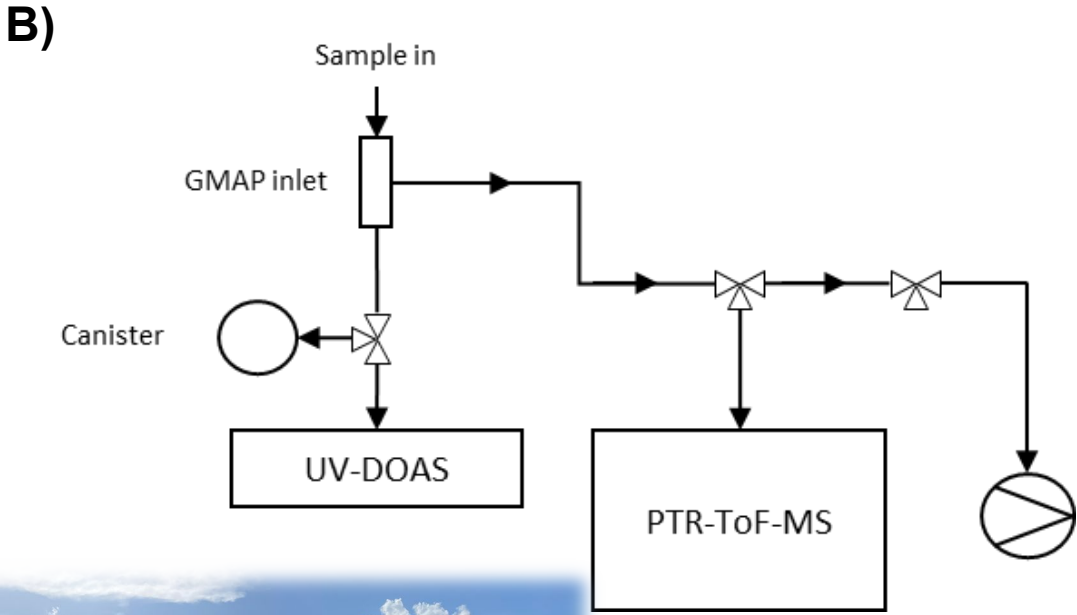 B)
Sample in
GMAP inlet
Canister
UV-DOAS
PTR-ToF-MS